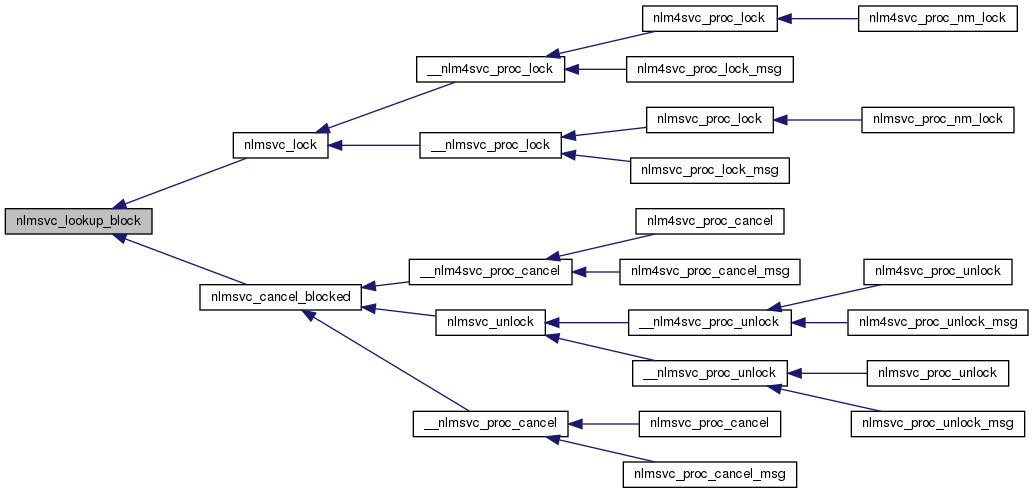 nlm4svc_proc_lock
nlm4svc_proc_nm_lock
__nlm4svc_proc_lock
nlm4svc_proc_lock_msg
nlmsvc_proc_lock
nlmsvc_proc_nm_lock
nlmsvc_lock
__nlmsvc_proc_lock
nlmsvc_proc_lock_msg
nlmsvc_lookup_block
nlm4svc_proc_cancel
__nlm4svc_proc_cancel
nlm4svc_proc_cancel_msg
nlm4svc_proc_unlock
nlmsvc_cancel_blocked
nlmsvc_unlock
__nlm4svc_proc_unlock
nlm4svc_proc_unlock_msg
__nlmsvc_proc_unlock
nlmsvc_proc_unlock
__nlmsvc_proc_cancel
nlmsvc_proc_cancel
nlmsvc_proc_unlock_msg
nlmsvc_proc_cancel_msg